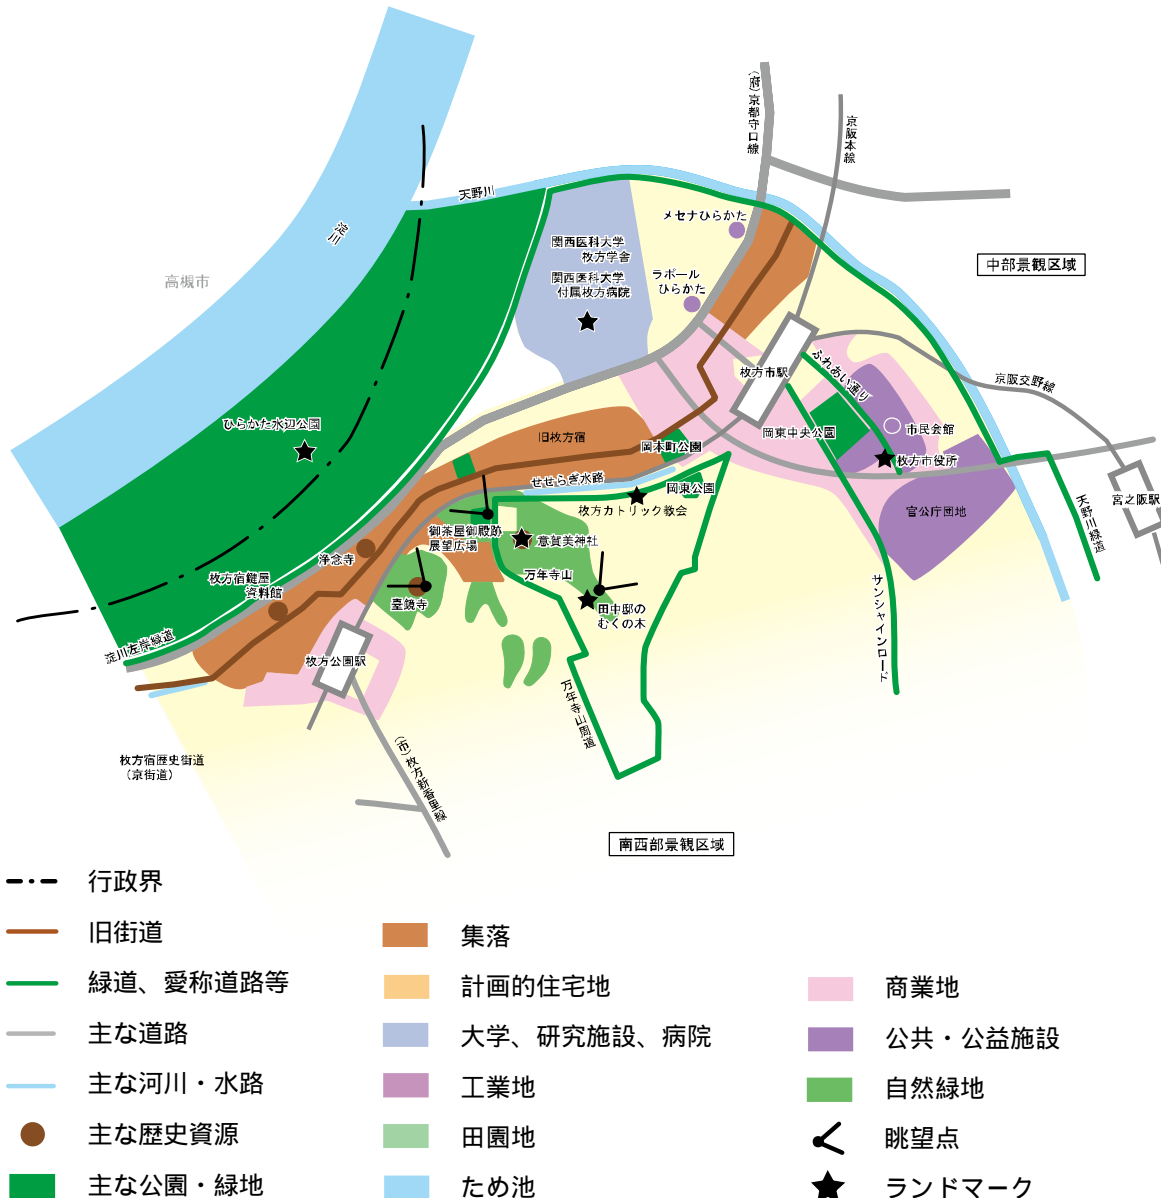 (府)京都守口線
京阪本線
天野川
淀川
高槻市
メセナひらかた
関西医科大学
枚方学舎
関西医科大学
付属枚方病院
ラポール
ひらかた
中部景観区域
枚方市駅
ふれあい通り
京阪交野線
ひらかた水辺公園
旧枚方宿
岡本町公園
岡東中央公園
市民会館
枚方市役所
せせらぎ水路
岡東公園
枚方カトリック教会
官公庁団地
宮之阪駅
天野川緑道
御茶屋御殿跡
展望広場
意賀美神社
浄念寺
万年寺山
枚方宿鍵屋
資料館
臺鏡寺
田中邸の
むくの木
サンシャインロード
淀川左岸緑道
枚方公園駅
万年寺山周道
枚方宿歴史街道
(京街道)
(市)枚方新香里線
南西部景観区域
行政界
旧街道
緑道、愛称道路等
主な道路
主な河川・水路
主な歴史資源
主な公園・緑地
集落
計画的住宅地
大学、研究施設、病院
工業地
田園地
ため池
商業地
公共・公益施設
自然緑地
眺望点
ランドマーク